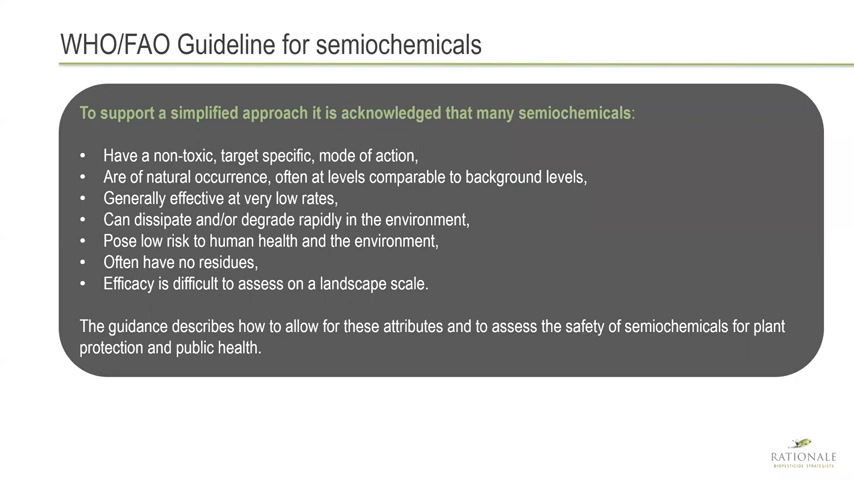 WHO/FAO Guideline for semiochemicals
To support a simplified approach it is acknowledged that many semiochemicals:
• Have a non-toxic, target specific, mode of action,
• Are of natural occurrence, often at levels comparable to background levels,
• Generally effective at very low rates,
• Can dissipate and/or degrade rapidly in the environment,
• Pose low risk to human health and the environment,
• Often have no residues,
• Efficacy is difficult to assess on a landscape scale.
The guidance describes how to allow for these attributes and to assess the safety of semiochemicals for plant
protection and public health.
RATIONALE
BIOPESTICIDE STRATEGISTS